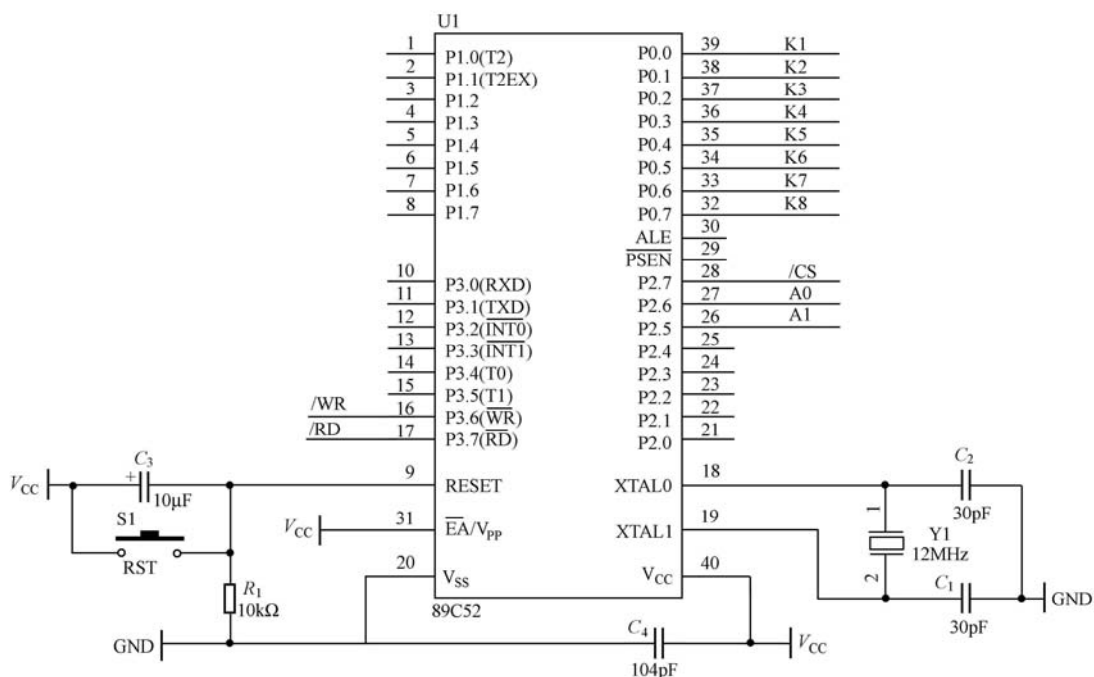 U1
1 P1.0(T2) P0.0 39 K1
2 P1.1(T2EX) P0.1 38 K2
3 P1.2 P0.2 37 K3
4 P1.3 P0.3 36 K4
5 P1.4 P0.4 35 K5
6 P1.5 P0.5 34 K6
7 P1.6 P0.6 33 K7
8 P1.7 P0.7 32 K8
ALE 30
PSEN 29
10 P3.0(RXD) P2.7 28 /CS
11 P3.1(TXD) P2.6 27 A0
12 P3.2(INT0) P2.5 26 A1
13 P3.3(INT1) P2.4 25
14 P3.4(T0) P2.3 24
15 P3.5(T1) P2.2 23
/WR 16 P3.6(WR) P2.1 22
/RD 17 P3.7(RD) P2.0 21
VCC + C3 10μF 9 RESET XTAL0 18 C2 30pF
S1 RST VCC 31 EA/VPP XTAL1 19 1 Y1 12MHz 2
20 VSS VCC 40 C1 30pF GND
R1 10kΩ 89C52
GND C4 104pF VCC